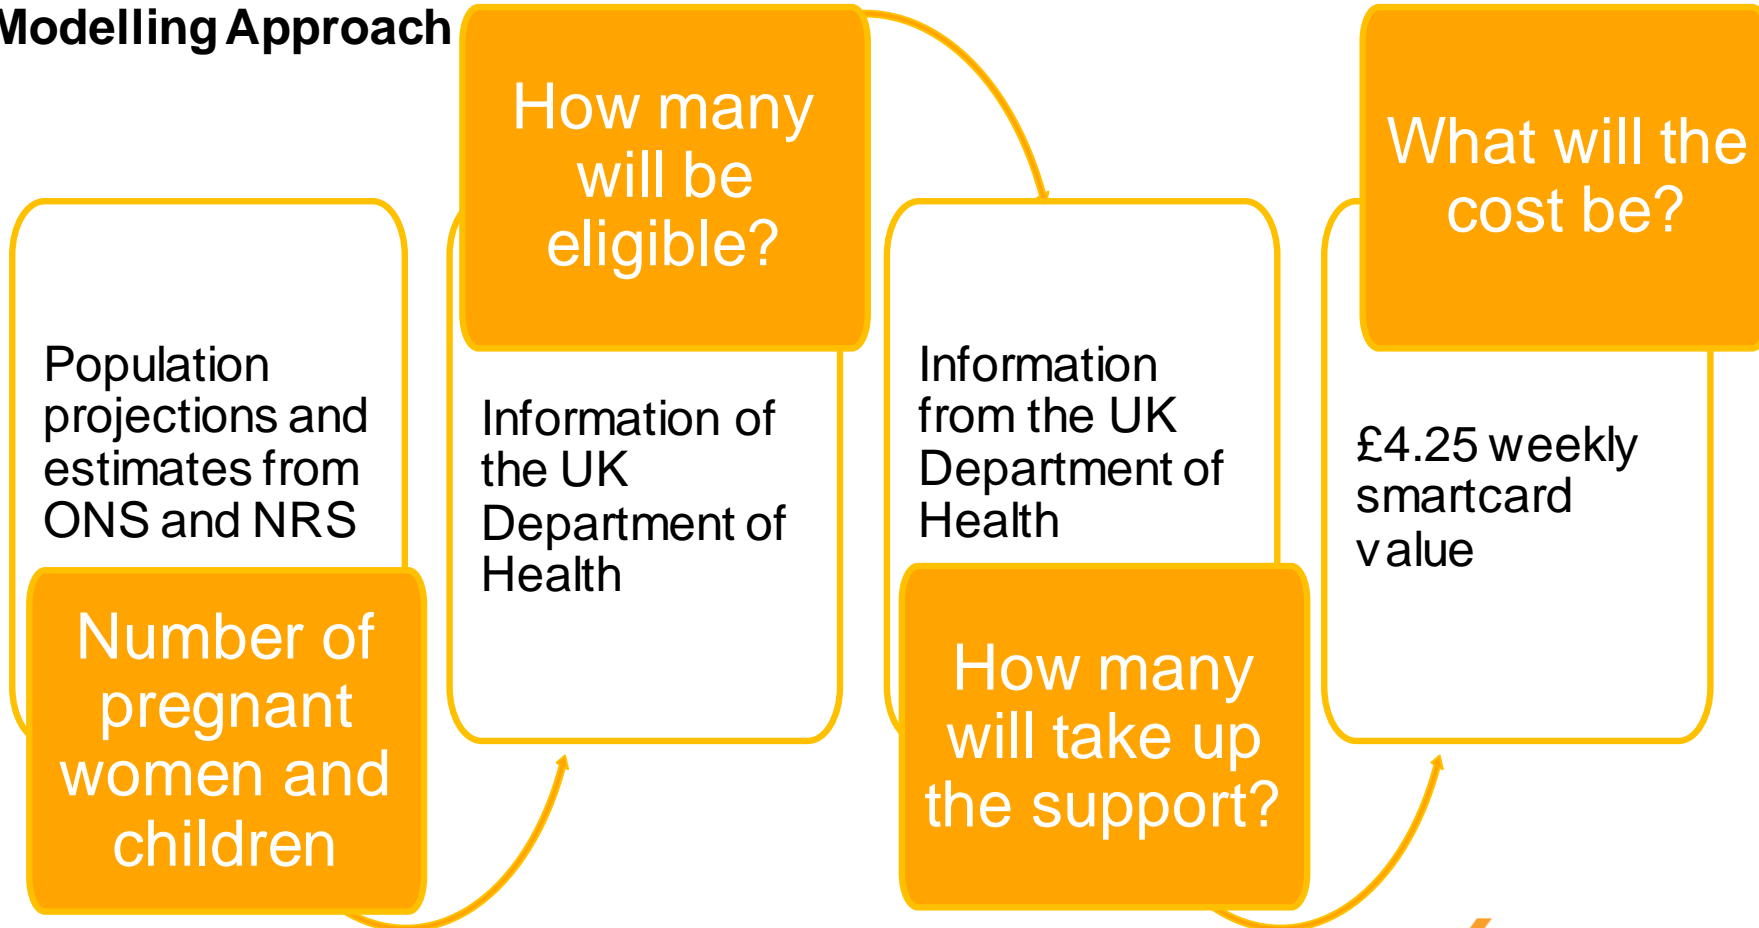 Modelling Approach
Population
projections and
estimates from
ONS and NRS
Number of
pregnant
women and
children
How many
will be
eligible?
Information of
the UK
Department of
Health
Information
from the UK
Department of
Health
How many
will take up
the support?
What will the
cost be?
£4.25 weekly
smartcard
value